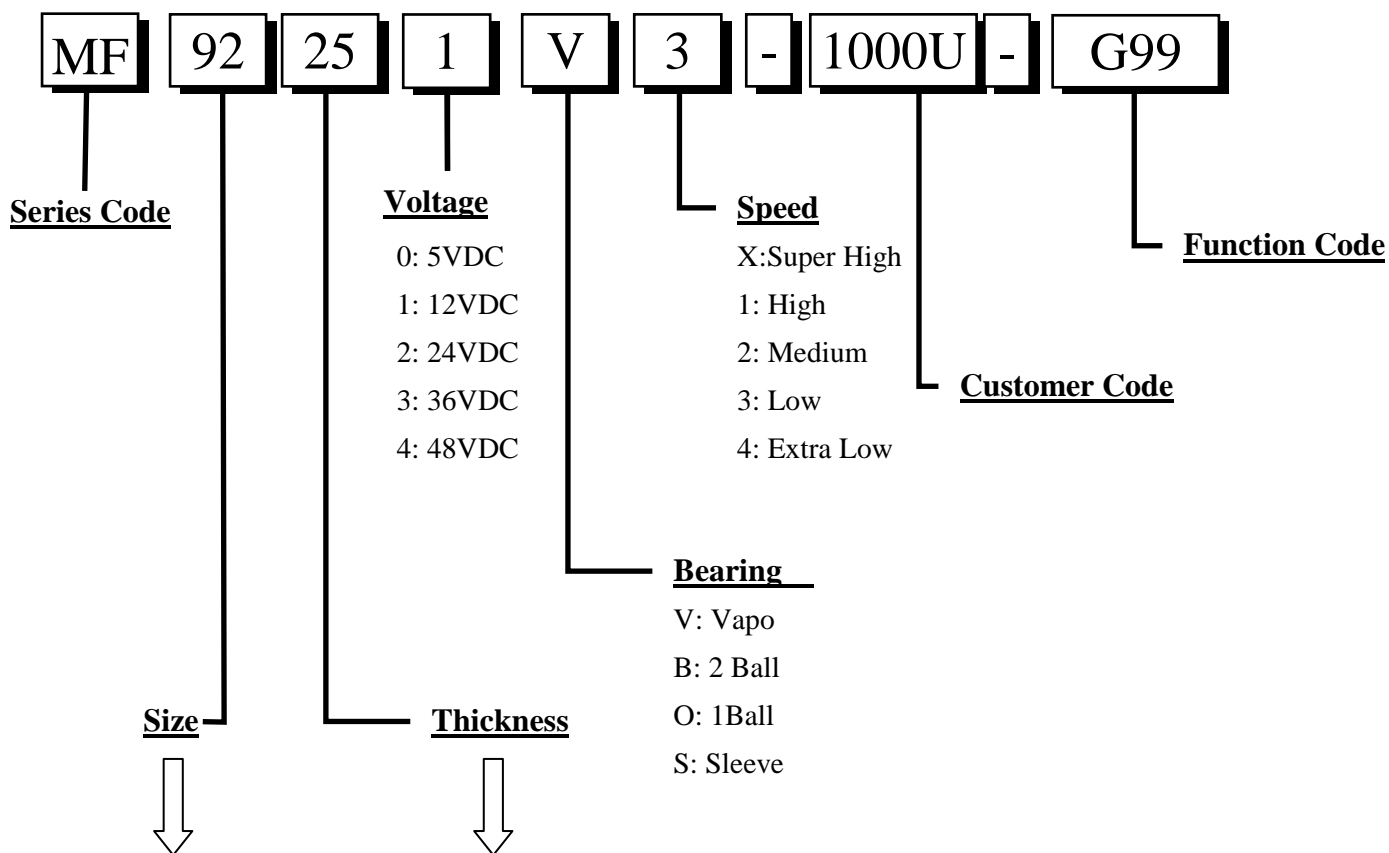 MF 92 25 1 V 3 - 1000U - G99
Series Code
Voltage
0: 5VDC
1: 12VDC
2: 24VDC
3: 36VDC
4: 48VDC
Speed
X:Super High
1: High
2: Medium
3: Low
4: Extra Low
Function Code
Customer Code
Bearing
V: Vapo
B: 2 Ball
O: 1Ball
S: Sleeve
Size
Thickness